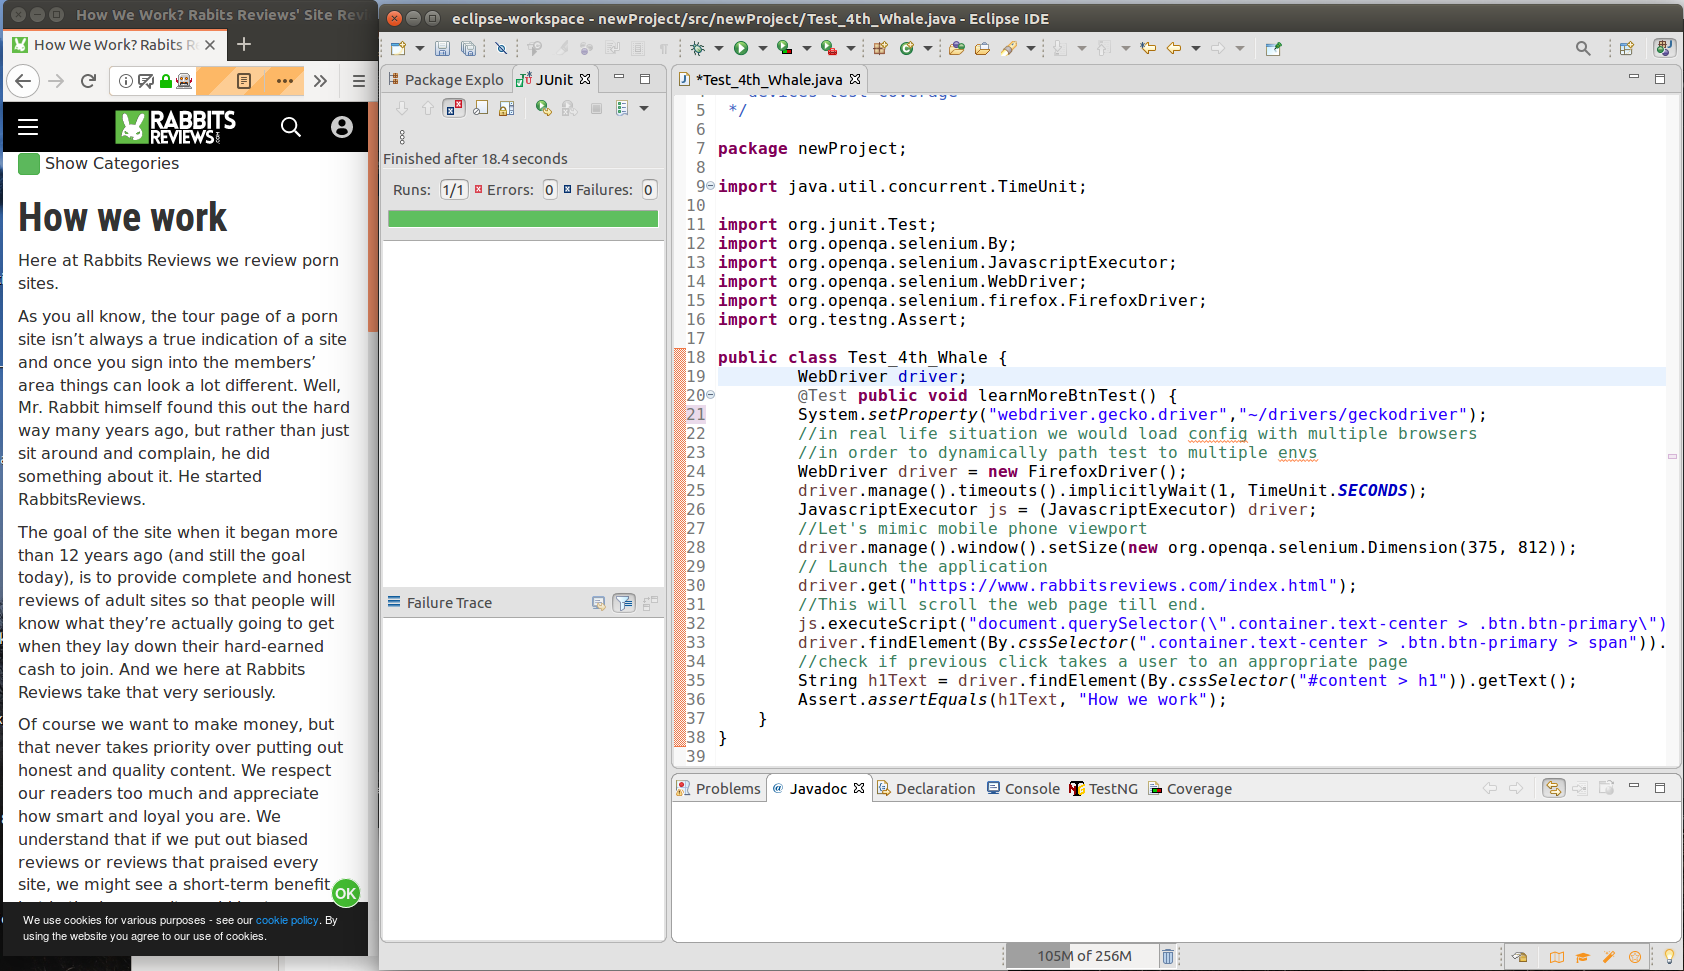 How We Work? Rabits Reviews' Site Revi
How We Work? Rabits R
Show Categories
RABBITS
REVIEWS
.COM
How we work
Here at Rabbits Reviews we review porn
sites.
As you all know, the tour page of a porn
site isn’t always a true indication of a site
and once you sign into the members’
area things can look a lot different. Well,
Mr. Rabbit himself found this out the hard
way many years ago, but rather than just
sit around and complain, he did
something about it. He started
RabbitsReviews.
The goal of the site when it began more
than 12 years ago (and still the goal
today), is to provide complete and honest
reviews of adult sites so that people will
know what they’re actually going to get
when they lay down their hard-earned
cash to join. And we here at Rabbits
Reviews take that very seriously.
Of course we want to make money, but
that never takes priority over putting out
honest and quality content. We respect
our readers too much and appreciate
how smart and loyal you are. We
understand that if we put out biased
reviews or reviews that praised every
site, we might see a short-term benefit
OK
We use cookies for various purposes - see our cookie policy. By
using the website you agree to our use of cookies.
eclipse-workspace - newProject/src/newProject/Test_4th_Whale.java - Eclipse IDE
Package Explo
JUnit
Finished after 18.4 seconds
Runs: 1/1 Errors: 0 Failures: 0
Failure Trace
*Test_4th_Whale.java
4 devices test coverage
5 */
6
7 package newProject;
8
9 import java.util.concurrent.TimeUnit;
10
11 import org.junit.Test;
12 import org.openqa.selenium.By;
13 import org.openqa.selenium.JavascriptExecutor;
14 import org.openqa.selenium.WebDriver;
15 import org.openqa.selenium.firefox.FirefoxDriver;
16 import org.testng.Assert;
17
18 public class Test_4th_Whale {
19 WebDriver driver;
20 @Test public void learnMoreBtnTest() {
21 System.setProperty("webdriver.gecko.driver","~/drivers/geckodriver");
22 //in real life situation we would load config with multiple browsers
23 //in order to dynamically path test to multiple envs
24 WebDriver driver = new FirefoxDriver();
25 driver.manage().timeouts().implicitlyWait(1, TimeUnit.SECONDS);
26 JavascriptExecutor js = (JavascriptExecutor) driver;
27 //Let's mimic mobile phone viewport
28 driver.manage().window().setSize(new org.openqa.selenium.Dimension(375, 812));
29 // Launch the application
30 driver.get("https://www.rabbitsreviews.com/index.html");
31 //This will scroll the web page till end.
32 js.executeScript("document.querySelector(\".container.text-center > .btn.btn-primary\")
33 driver.findElement(By.cssSelector(".container.text-center > .btn.btn-primary > span")).
34 //check if previous click takes a user to an appropriate page
35 String h1Text = driver.findElement(By.cssSelector("#content > h1")).getText();
36 Assert.assertEquals(h1Text, "How we work");
37 }
38 }
39
Problems
Javadoc
Declaration
Console
TestNG
Coverage
105M of 256M